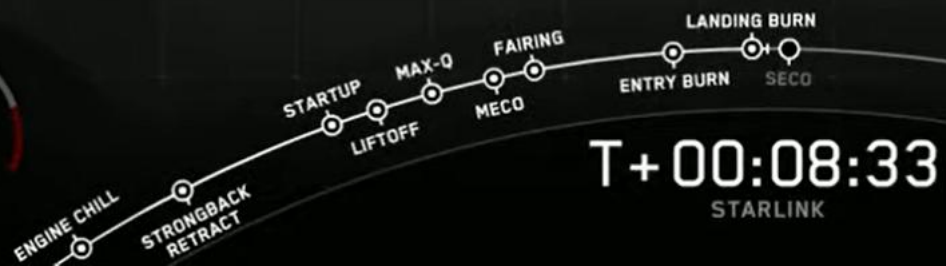 ENGINE CHILL
STRONGBACK
RETRACT
STARTUP
LIFTOFF
MAX-Q
MECO
FAIRING
ENTRY BURN
LANDING BURN
SECO
T+00:08:33
STARLINK